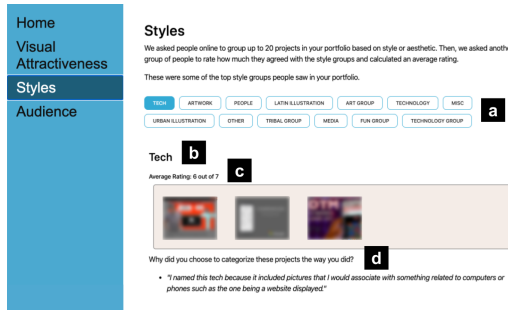 Home
Visual
Attractiveness
Styles
Audience
Styles
We asked people online to group up to 20 projects in your portfolio based on style or aesthetic. Then, we asked anothe
group of people to rate how much they agreed with the style groups and calculated an average rating.
These were some of the top style groups people saw in your portfolio.
TECH ARTWORK PEOPLE LATIN ILLUSTRATION ART GROUP TECHNOLOGY MISC
a
URBAN ILLUSTRATION OTHER TRIBAL GROUP MEDIA FUN GROUP TECHNOLOGY GROUP
Tech b
Average Rating: 6 out of 7 c
Why did you choose to categorize these projects the way you did? d
• "I named this tech because it included pictures that I would associate with something related to computers or
phones such as the one being a website displayed."